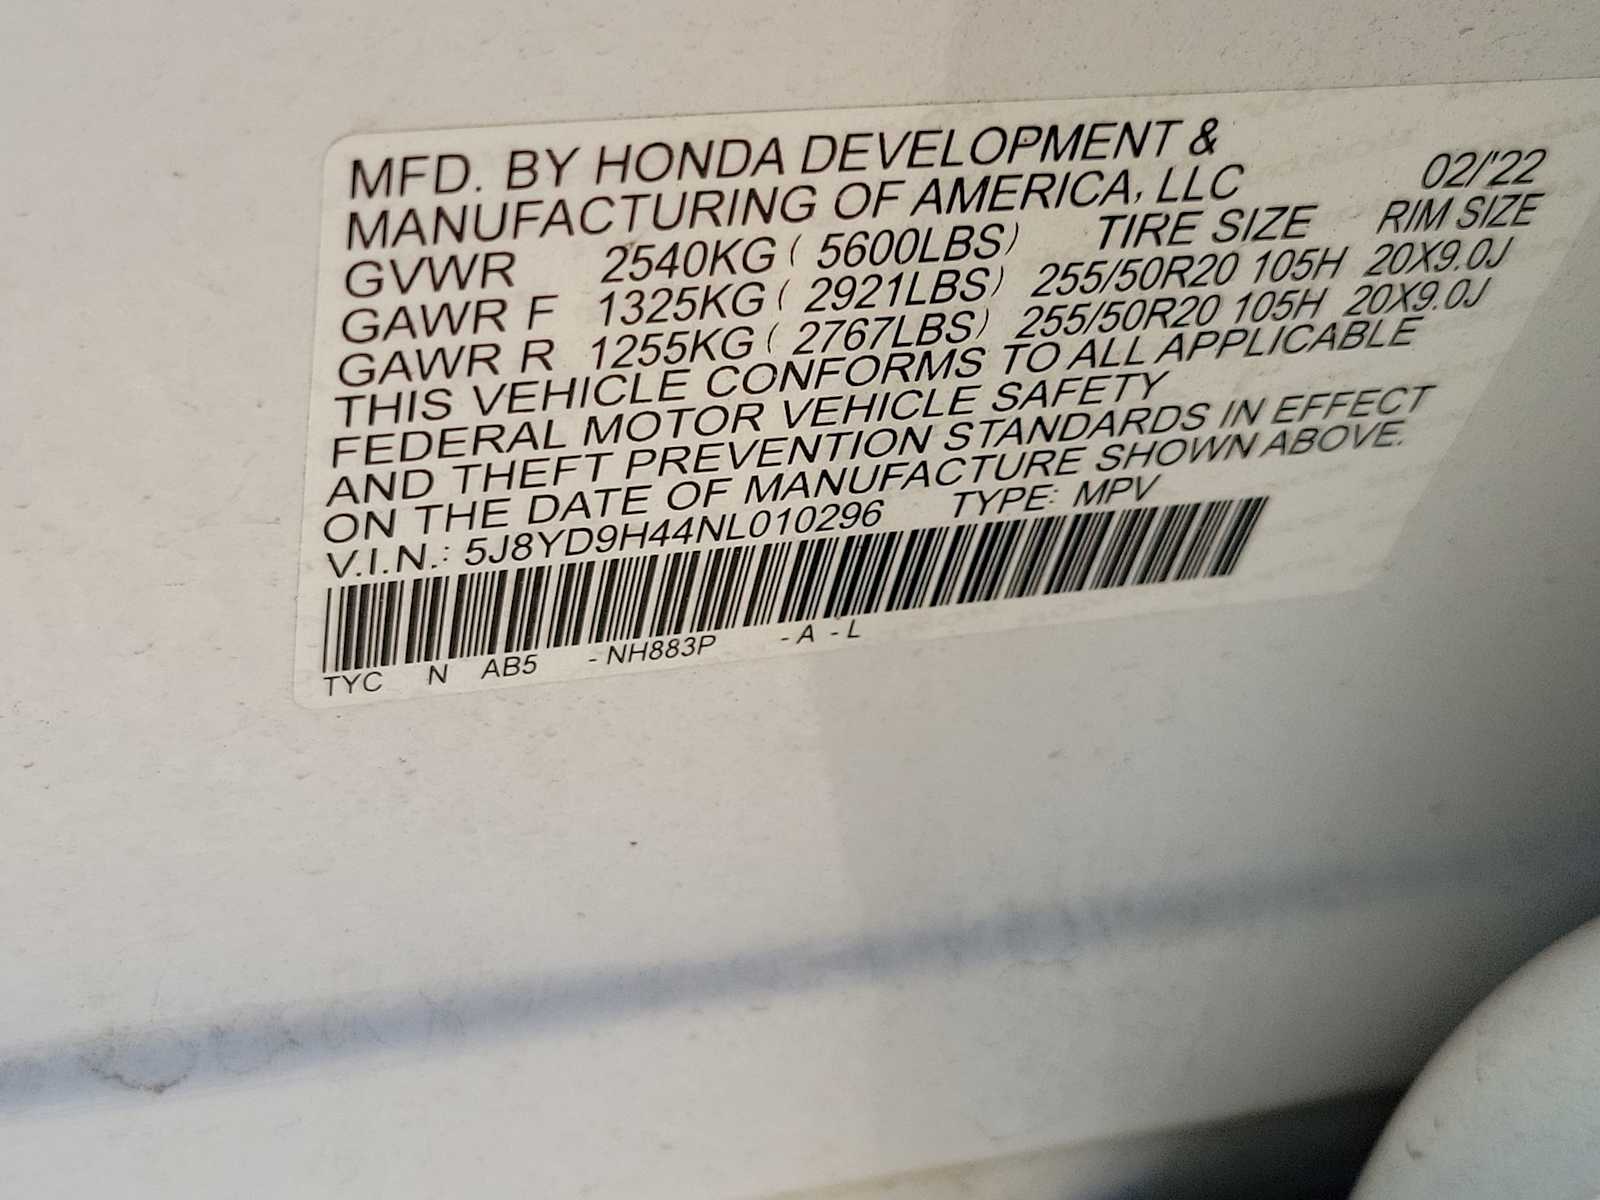 MFD. BY HONDA DEVELOPMENT &
MANUFACTURING OF AMERICA, LLC 02/'22
GVWR 2540KG ( 5600LBS) TIRE SIZE RIM SIZE
GAWR F 1325KG ( 2921LBS) 255/50R20 105H 20X9.0J
GAWR R 1255KG ( 2767LBS) 255/50R20 105H 20X9.0J
THIS VEHICLE CONFORMS TO ALL APPLICABLE
FEDERAL MOTOR VEHICLE SAFETY
AND THEFT PREVENTION STANDARDS IN EFFECT
ON THE DATE OF MANUFACTURE SHOWN ABOVE.
V.I.N.: 5J8YD9H44NL010296 TYPE: MPV
TYC N AB5 -NH883P -A -L